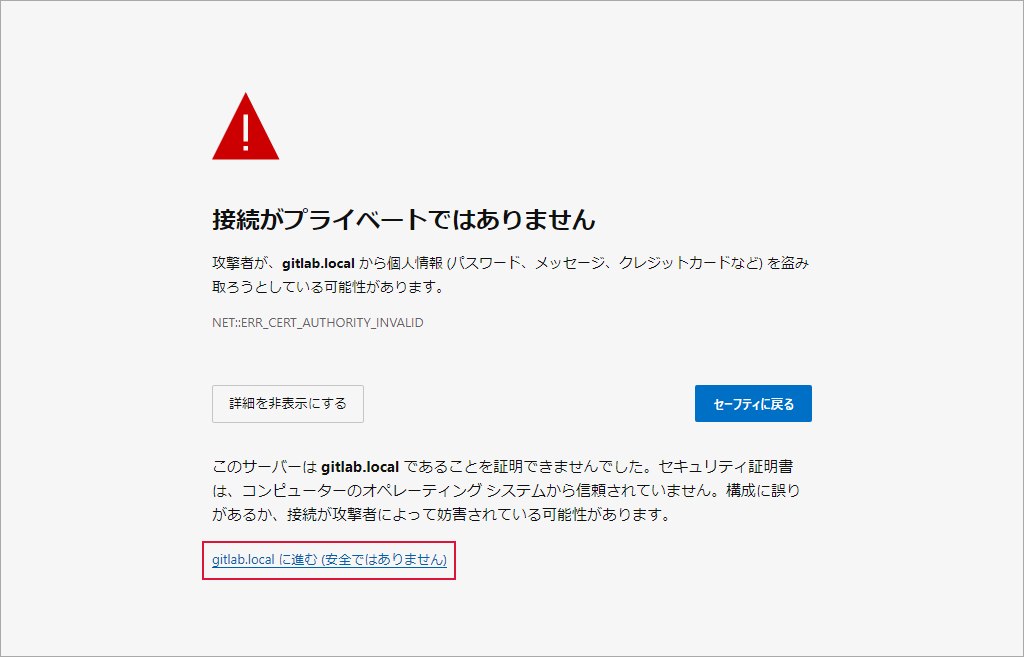 接続がプライベートではありません
攻撃者が、gitlab.local から個人情報 (パスワード、メッセージ、クレジットカードなど) を盗み
取ろうとしている可能性があります。
NET::ERR_CERT_AUTHORITY_INVALID
詳細を非表示にする
セーフティに戻る
このサーバーは gitlab.local であることを証明できませんでした。セキュリティ証明書
は、コンピューターのオペレーティング システムから信頼されていません。構成に誤り
があるか、接続が攻撃者によって妨害されている可能性があります。
gitlab.local に進む (安全ではありません)